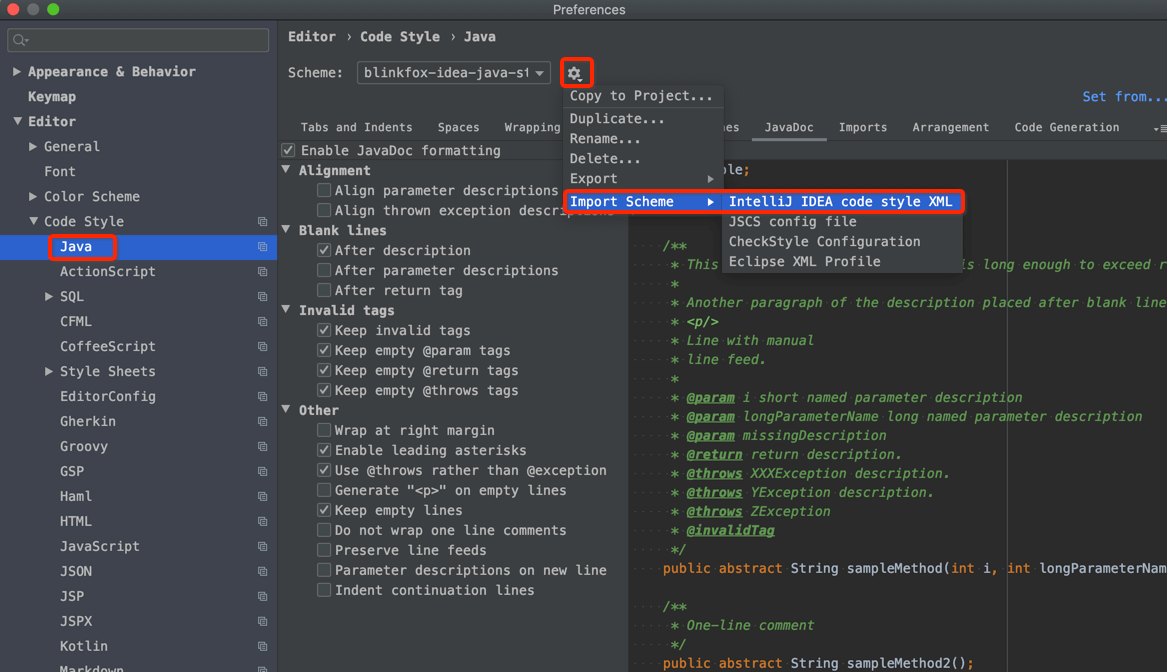 Preferences
Appearance & Behavior
Keymap
Editor
General
Font
Color Scheme
Code Style
Java
ActionScript
SQL
CFML
CoffeeScript
Style Sheets
EditorConfig
Gherkin
Groovy
GSP
Haml
HTML
JavaScript
JSON
JSP
JSPX
Kotlin
Markdown
Editor › Code Style › Java
Scheme: blinkfox-idea-java-st
Set from...
Tabs and Indents Spaces Wrapping nes JavaDoc Imports Arrangement Code Generation
Copy to Project...
Duplicate...
Rename...
Delete...
Export
Import Scheme
IntelliJ IDEA code style XML
JSCS config file
CheckStyle Configuration
Eclipse XML Profile
Enable JavaDoc formatting
Alignment
Align parameter descriptions
Align thrown exception descriptions
Blank lines
After description
After parameter descriptions
After return tag
Invalid tags
Keep invalid tags
Keep empty @param tags
Keep empty @return tags
Keep empty @throws tags
Other
Wrap at right margin
Enable leading asterisks
Use @throws rather than @exception
Generate "<p>" on empty lines
Keep empty lines
Do not wrap one line comments
Preserve line feeds
Parameter descriptions on new line
Indent continuation lines
ple;
/**
* This is long enough to exceed r
*
* Another paragraph of the description placed after blank line
* <p/>
* Line with manual
* line feed.
*
* @param i short named parameter description
* @param longParameterName long named parameter description
* @param missingDescription
* @return return description.
* @throws XXXException description.
* @throws YException description.
* @throws ZException
* @invalidTag
*/
public abstract String sampleMethod(int i, int longParameterNam
/**
* One-line comment
*/
public abstract String sampleMethod2();